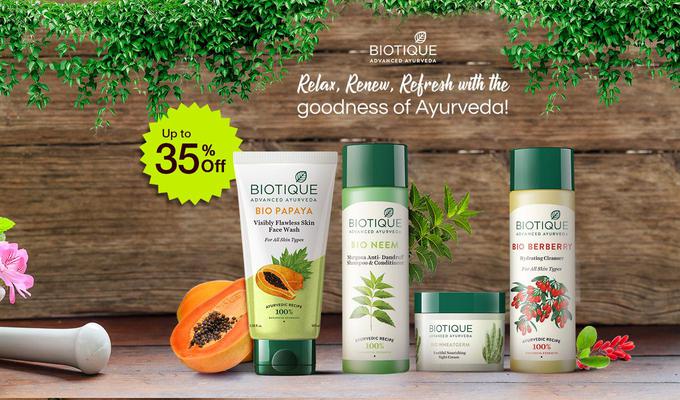 BIOTIQUE
ADVANCED AYURVEDA
Relax, Renew, Refresh with the
goodness of Ayurveda!
Up to
35% Off
BIOTIQUE
ADVANCED AYURVEDA
BIO PAPAYA
Visibly Flawless Skin
Face Wash
For All Skin Types
AYURVEDIC RECIPE
100%
BIOTIQUE
ADVANCED AYURVEDA
BIO NEEM
Margosa Anti-Dandruff
Shampoo & Conditioner
AYURVEDIC RECIPE
100%
BIOTIQUE
ADVANCED AYURVEDA
BIO WHEATGERM
Youthful Nourishing
Night Cream
BIOTIQUE
ADVANCED AYURVEDA
BIO BERBERRY
Hydrating Cleanser
For All Skin Types
AYURVEDIC RECIPE
100%